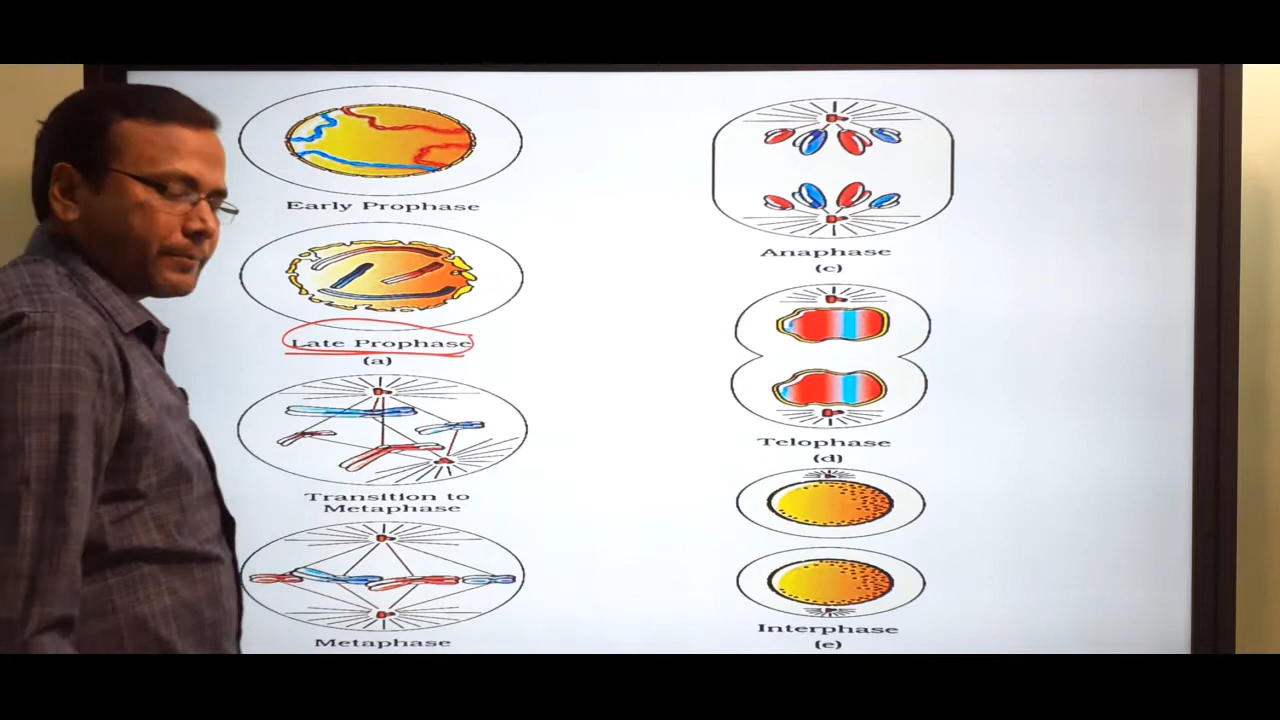 Early Prophase
Late Prophase
(a)
Transition to
Metaphase
Metaphase
Anaphase
(c)
Telophase
(d)
Interphase
(e)